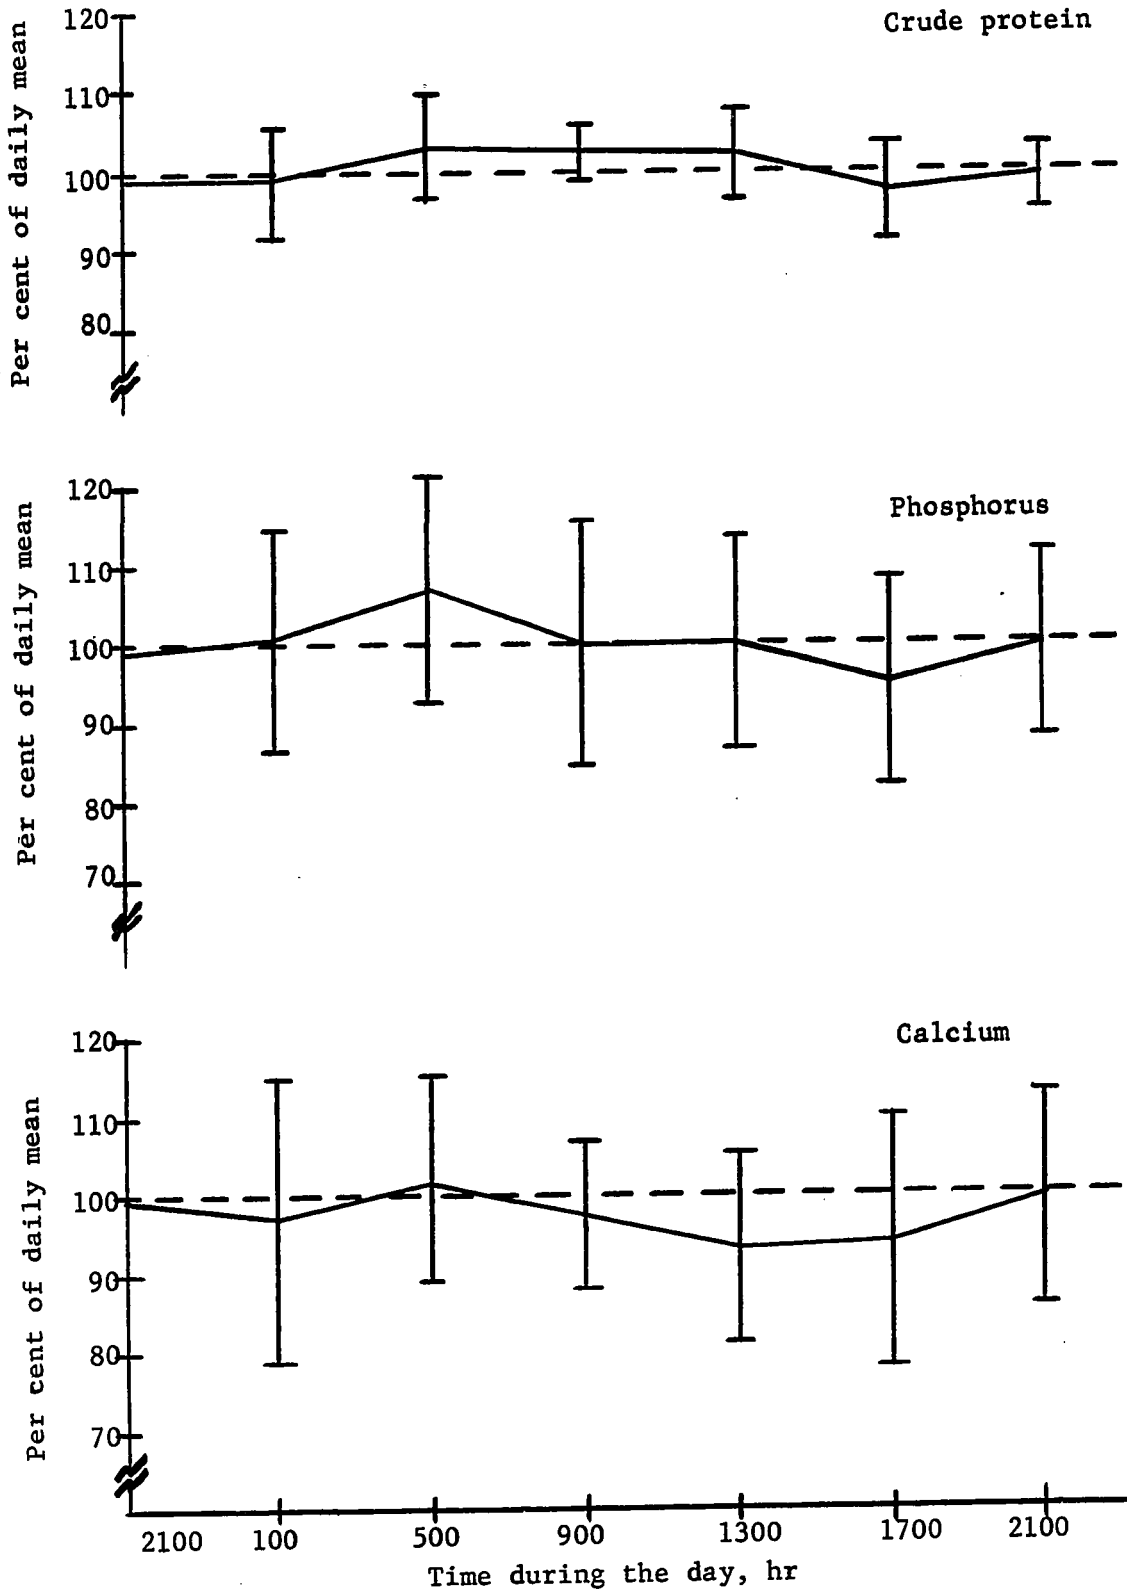 Crude protein
Per cent of daily mean
120
110
100
90
80
Phosphorus
Per cent of daily mean
120
110
100
90
80
70
Calcium
Per cent of daily mean
120
110
100
90
80
70
2100 100 500 900 1300 1700 2100
Time during the day, hr